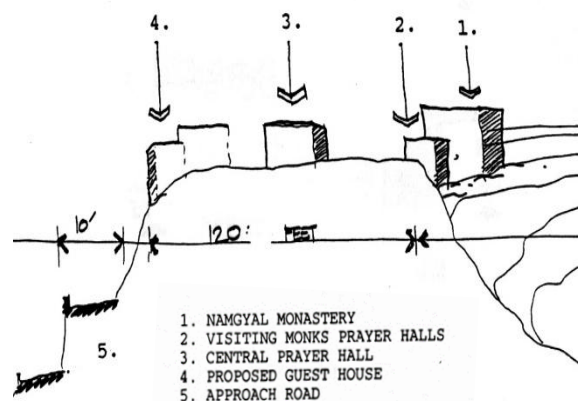 4. 3. 2. 1.
10' 120'
5.
1. NAMGYAL MONASTERY
2. VISITING MONKS PRAYER HALLS
3. CENTRAL PRAYER HALL
4. PROPOSED GUEST HOUSE
5. APPROACH ROAD